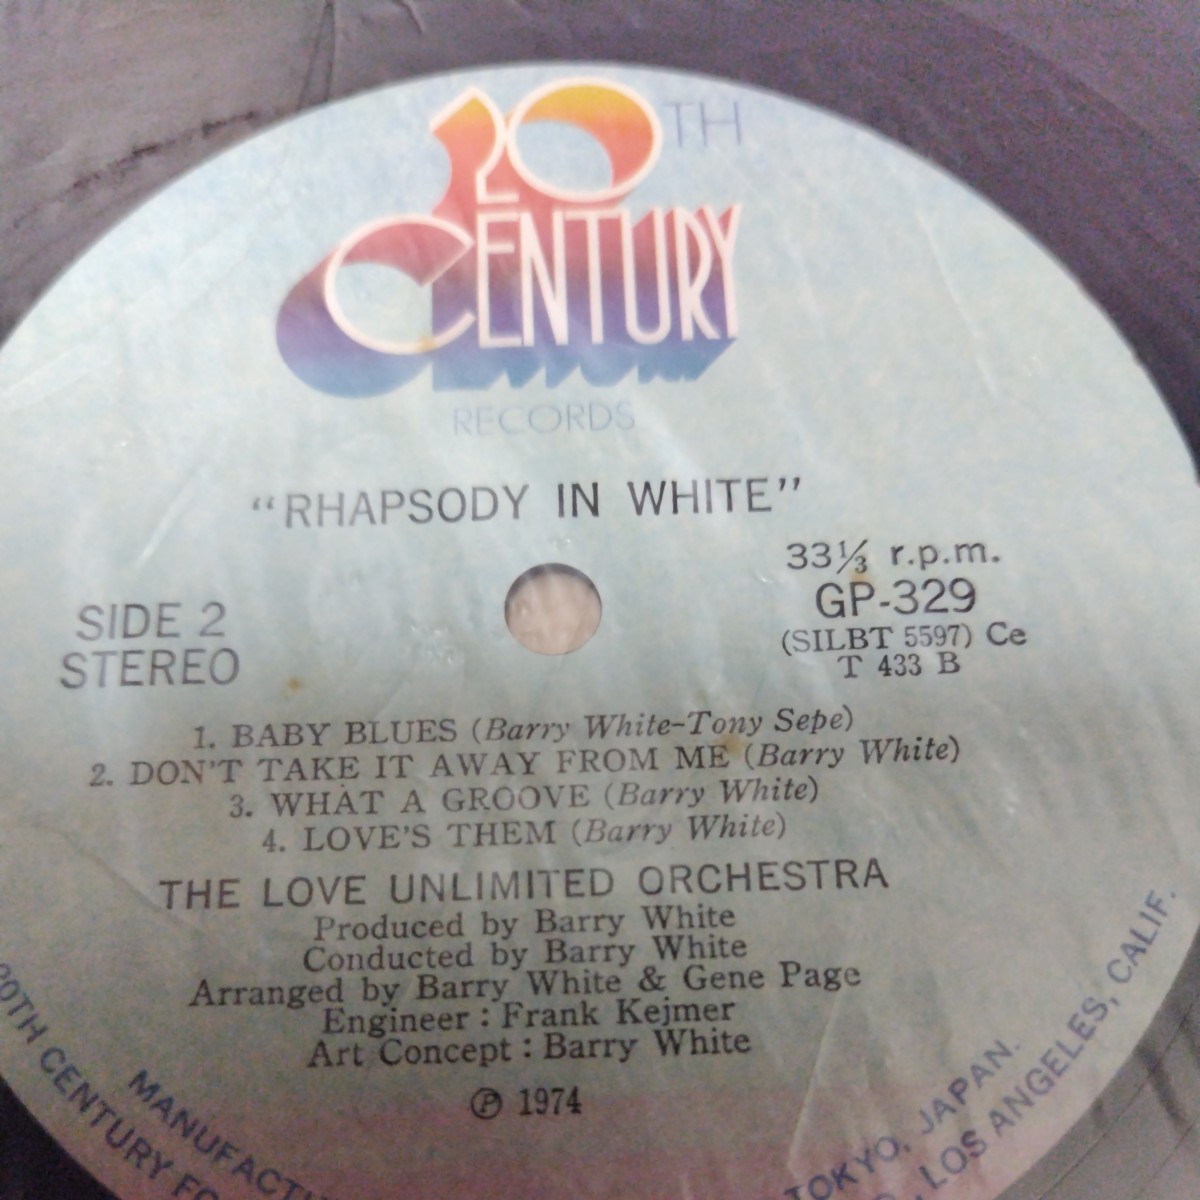 20TH
CENTURY
RECORDS
"RHAPSODY IN WHITE"
33⅓ r.p.m.
GP-329
(SILBT 5597) Ce
T 433 B
SIDE 2
STEREO
1. BABY BLUES (Barry White-Tony Sepe)
2. DON'T TAKE IT AWAY FROM ME (Barry White)
3. WHAT A GROOVE (Barry White)
4. LOVE'S THEM (Barry White)
THE LOVE UNLIMITED ORCHESTRA
Produced by Barry White
Conducted by Barry White
Arranged by Barry White & Gene Page
Engineer : Frank Kejmer
Art Concept : Barry White
℗ 1974
MANUFACT
TOKYO, JAPAN.
20TH CENTURY FO
, LOS ANGELES, CALIF.